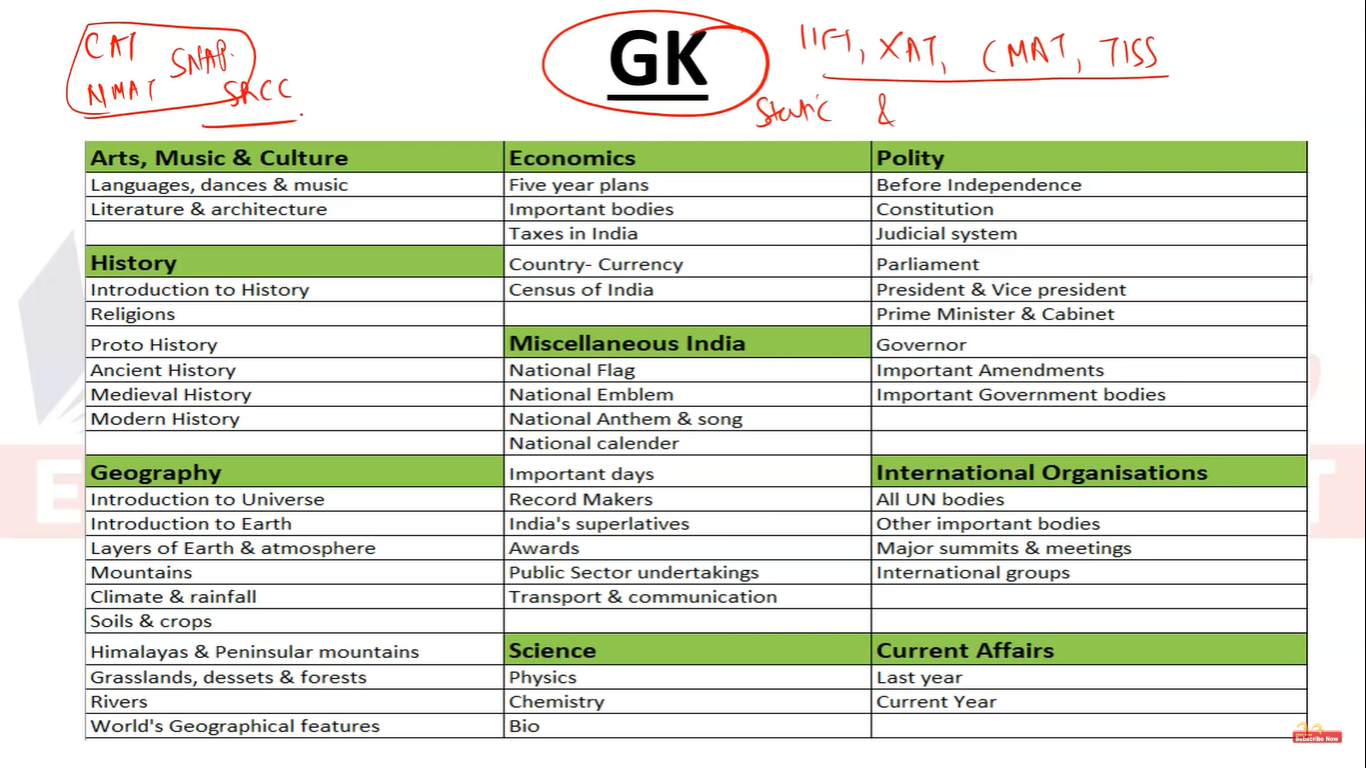 CAT SNAP.
NMAT SRCC
GK
IIFT, XAT, CMAT, TISS
Static &
Arts, Music & Culture Economics Polity
Languages, dances & music Five year plans Before Independence
Literature & architecture Important bodies Constitution
Taxes in India Judicial system
History Country- Currency Parliament
Introduction to History Census of India President & Vice president
Religions Prime Minister & Cabinet
Proto History Miscellaneous India Governor
Ancient History National Flag Important Amendments
Medieval History National Emblem Important Government bodies
Modern History National Anthem & song
National calender
Geography Important days International Organisations
Introduction to Universe Record Makers All UN bodies
Introduction to Earth India's superlatives Other important bodies
Layers of Earth & atmosphere Awards Major summits & meetings
Mountains Public Sector undertakings International groups
Climate & rainfall Transport & communication
Soils & crops
Himalayas & Peninsular mountains Science Current Affairs
Grasslands, dessets & forests Physics Last year
Rivers Chemistry Current Year
World's Geographical features Bio
Subscribe Now